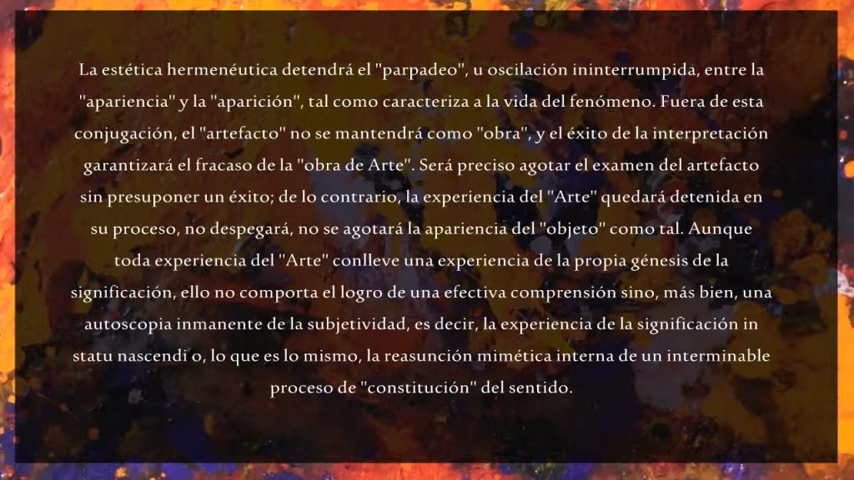 La estética hermenéutica detendrá el "parpadeo", u oscilación ininterrumpida, entre la
"apariencia" y la "aparición", tal como caracteriza a la vida del fenómeno. Fuera de esta
conjugación, el "artefacto" no se mantendrá como "obra", y el éxito de la interpretación
garantizará el fracaso de la "obra de Arte". Será preciso agotar el examen del artefacto
sin presuponer un éxito; de lo contrario, la experiencia del "Arte" quedará detenida en
su proceso, no despegará, no se agotará la apariencia del "objeto" como tal. Aunque
toda experiencia del "Arte" conlleve una experiencia de la propia génesis de la
significación, ello no comporta el logro de una efectiva comprensión sino, más bien, una
autoscopia inmanente de la subjetividad, es decir, la experiencia de la significación in
statu nascendi o, lo que es lo mismo, la reasunción mimética interna de un interminable
proceso de "constitución" del sentido.